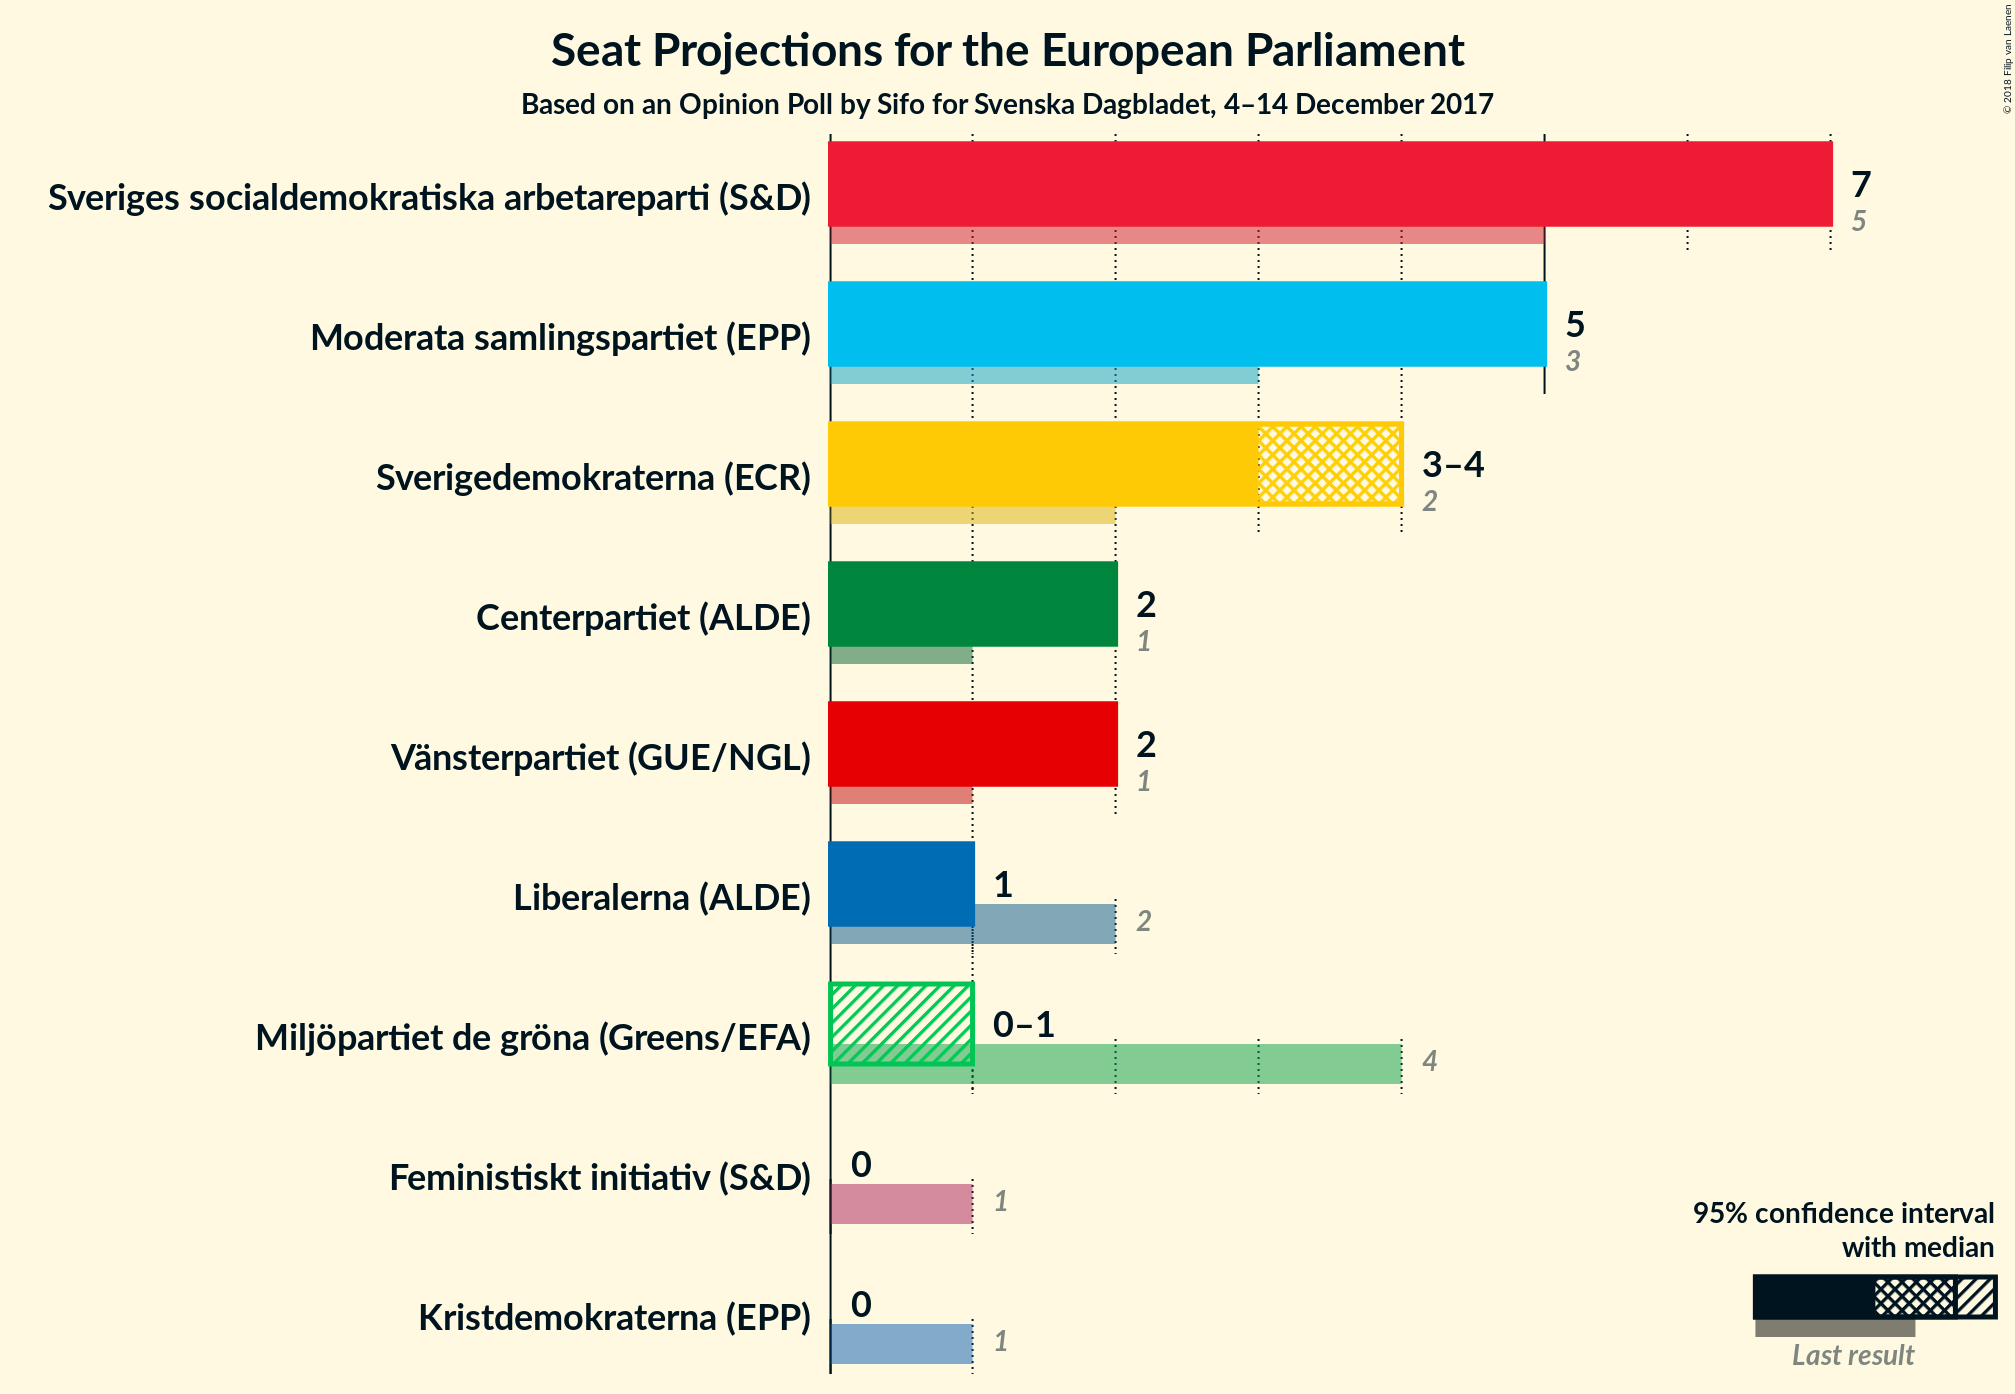 Seat Projections for the European Parliament
Based on an Opinion Poll by Sifo for Svenska Dagbladet, 4–14 December 2017
© 2018 Filip van Laenen
Sveriges socialdemokratiska arbetareparti (S&D)
7
5
Moderata samlingspartiet (EPP)
5
3
Sverigedemokraterna (ECR)
3–4
2
Centerpartiet (ALDE)
2
1
Vänsterpartiet (GUE/NGL)
2
1
Liberalerna (ALDE)
1
2
Miljöpartiet de gröna (Greens/EFA)
0–1
4
Feministiskt initiativ (S&D)
0
1
Kristdemokraterna (EPP)
0
1
95% confidence interval
with median
Last result